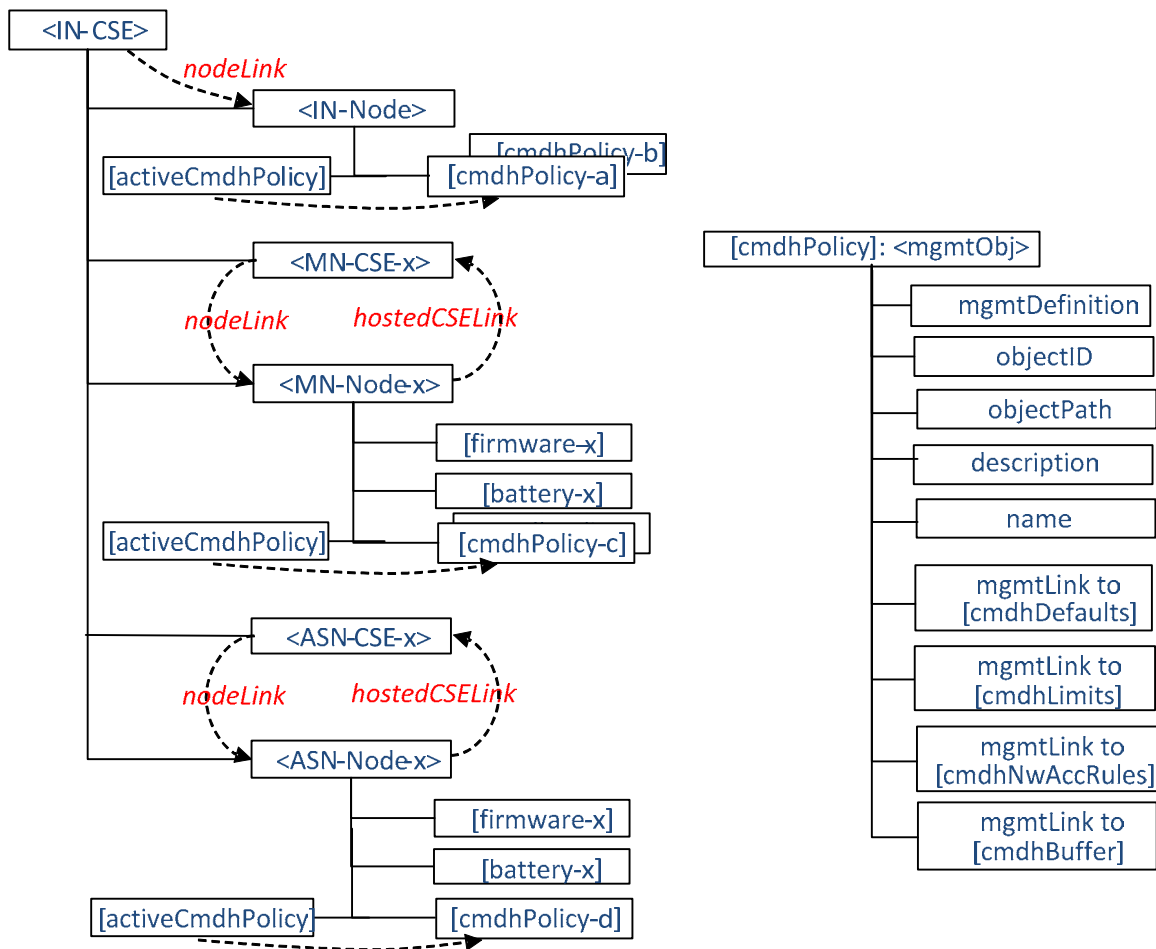 <IN-CSE>
nodeLink
<IN-Node>
[cmdhPolicy-b]
[activeCmdhPolicy]
[cmdhPolicy-a]
<MN-CSE-x>
nodeLink
hostedCSELink
<MN-Node-x>
[firmware-x]
[battery-x]
[activeCmdhPolicy]
[cmdhPolicy-c]
<ASN-CSE-x>
nodeLink
hostedCSELink
<ASN-Node-x>
[firmware-x]
[battery-x]
[activeCmdhPolicy]
[cmdhPolicy-d]
[cmdhPolicy]: <mgmtObj>
mgmtDefinition
objectID
objectPath
description
name
mgmtLink to
[cmdhDefaults]
mgmtLink to
[cmdhLimits]
mgmtLink to
[cmdhNwAccRules]
mgmtLink to
[cmdhBuffer]